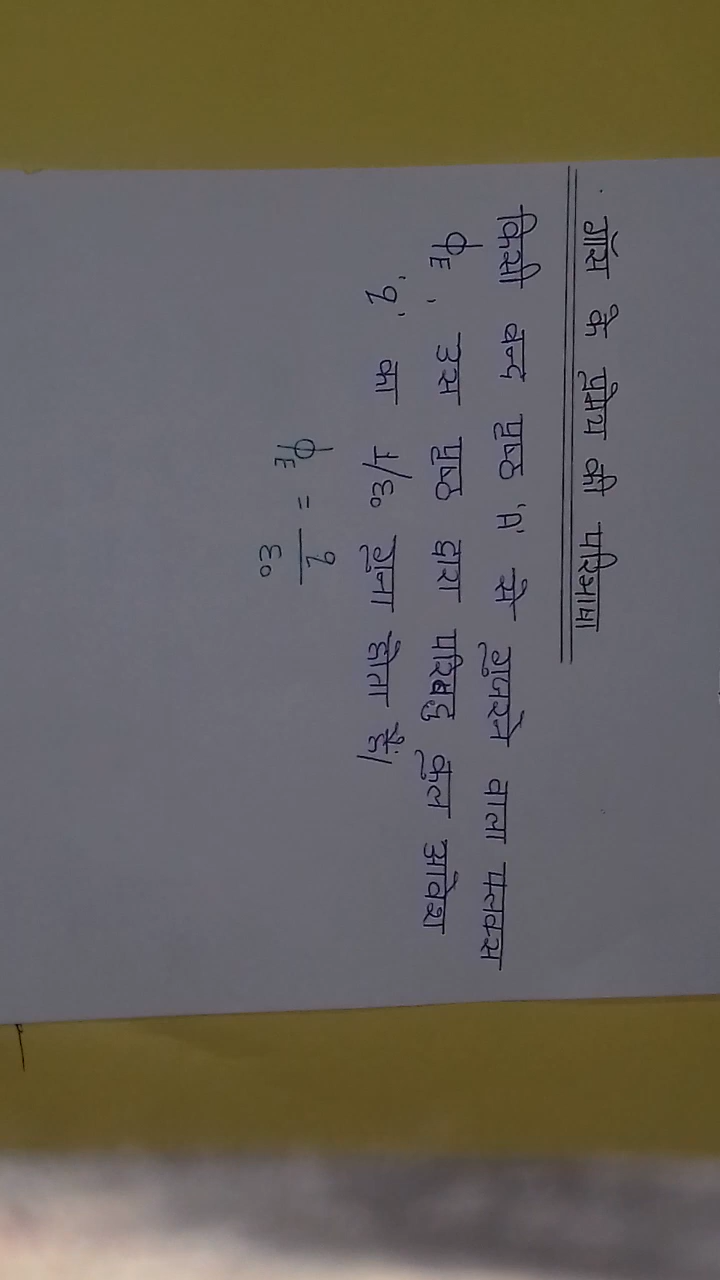 गॉस के प्रमेय की परिभाषा
किसी बन्द पृष्ठ 'A' से गुजरने वाला फ्लक्स
ϕE, उस पृष्ठ द्वारा परिबद्ध कुल आवेश
'q' का 1/ε₀ गुना होता हैं।
ϕE = q/ε₀